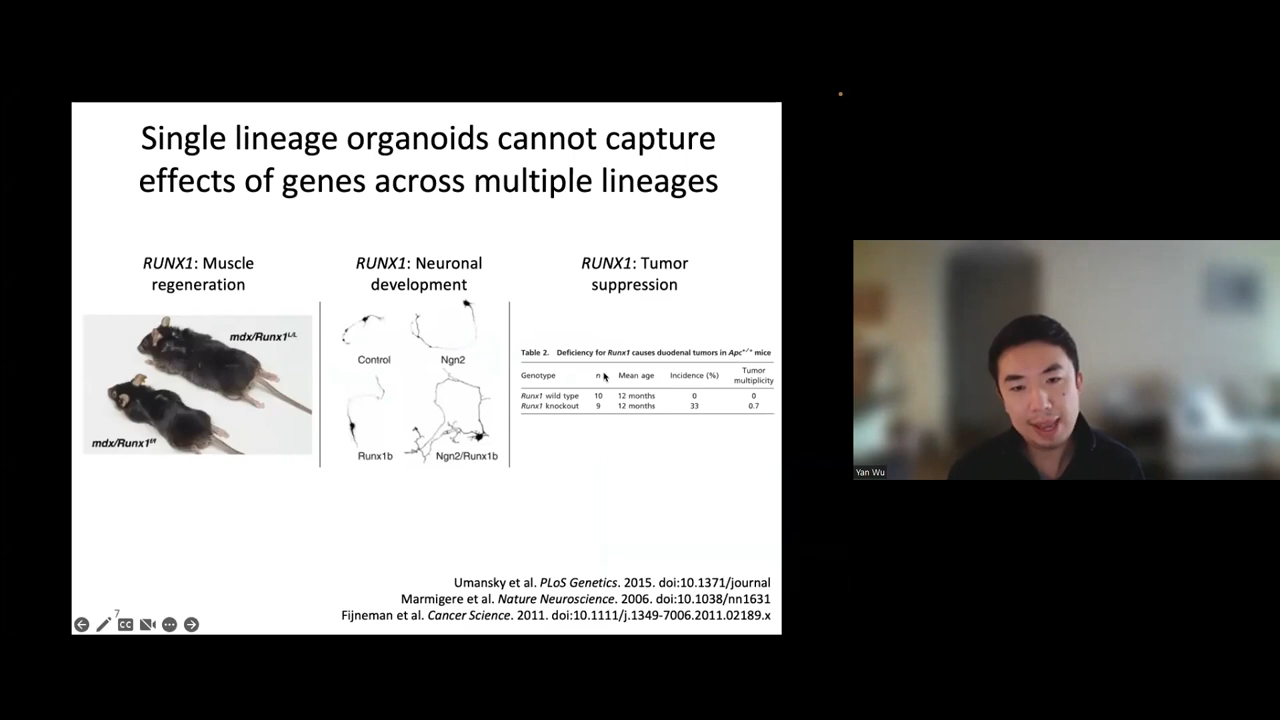 Single lineage organoids cannot capture
effects of genes across multiple lineages
RUNX1: Muscle
regeneration
mdx/Runx1L/L
mdx/Runx1f/f
RUNX1: Neuronal
development
Control
Ngn2
Runx1b
Ngn2/Runx1b
RUNX1: Tumor
suppression
Table 2. Deficiency for Runx1 causes duodenal tumors in Apc+/+ mice
Genotype n Mean age Incidence (%) Tumor multiplicity
Runx1 wild type 10 12 months 0 0
Runx1 knockout 9 12 months 33 0.7
Umansky et al. PLoS Genetics. 2015. doi:10.1371/journal
Marmigere et al. Nature Neuroscience. 2006. doi:10.1038/nn1631
Fijneman et al. Cancer Science. 2011. doi:10.1111/j.1349-7006.2011.02189.x
7
CC
Yan Wu